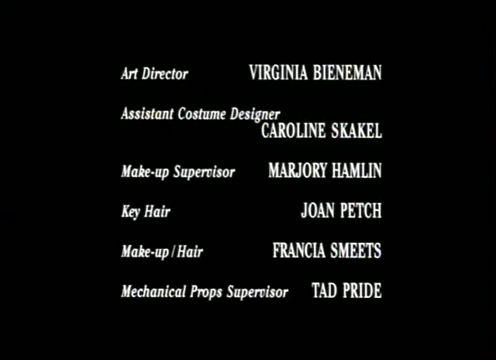 Art Director VIRGINIA BIENEMAN
Assistant Costume Designer
CAROLINE SKAKEL
Make-up Supervisor MARJORY HAMLIN
Key Hair JOAN PETCH
Make-up/Hair FRANCIA SMEETS
Mechanical Props Supervisor TAD PRIDE